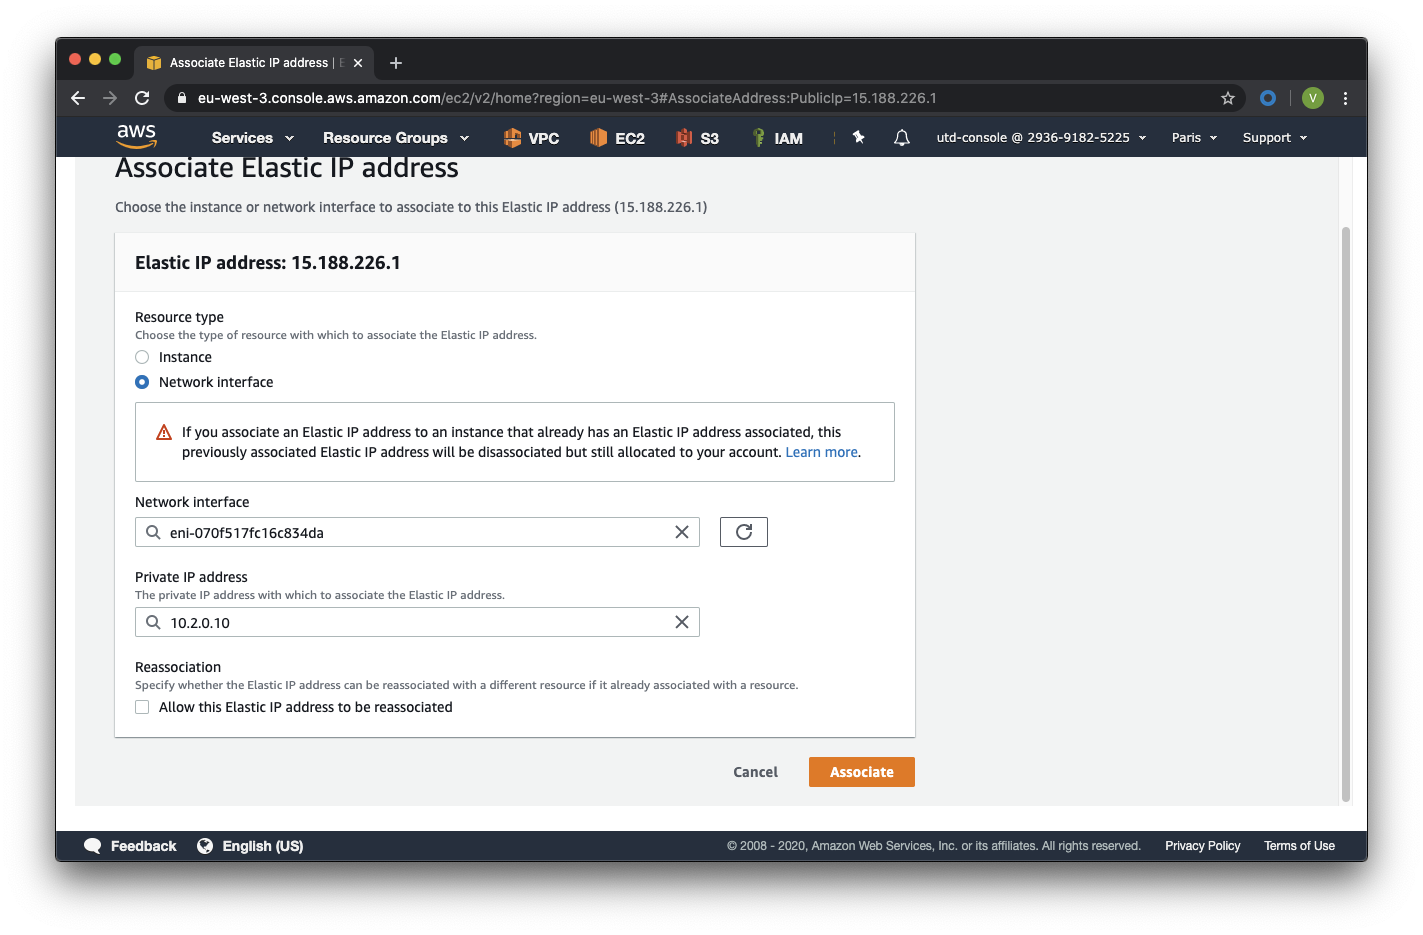 Associate Elastic IP address | E
eu-west-3.console.aws.amazon.com/ec2/v2/home?region=eu-west-3#AssociateAddress:PublicIp=15.188.226.1
V
aws Services Resource Groups VPC EC2 S3 IAM utd-console @ 2936-9182-5225 Paris Support
Associate Elastic IP address
Choose the instance or network interface to associate to this Elastic IP address (15.188.226.1)
Elastic IP address: 15.188.226.1
Resource type
Choose the type of resource with which to associate the Elastic IP address.
Instance
Network interface
If you associate an Elastic IP address to an instance that already has an Elastic IP address associated, this
previously associated Elastic IP address will be disassociated but still allocated to your account. Learn more.
Network interface
eni-070f517fc16c834da
Private IP address
The private IP address with which to associate the Elastic IP address.
10.2.0.10
Reassociation
Specify whether the Elastic IP address can be reassociated with a different resource if it already associated with a resource.
Allow this Elastic IP address to be reassociated
Cancel Associate
Feedback English (US) © 2008 - 2020, Amazon Web Services, Inc. or its affiliates. All rights reserved. Privacy Policy Terms of Use